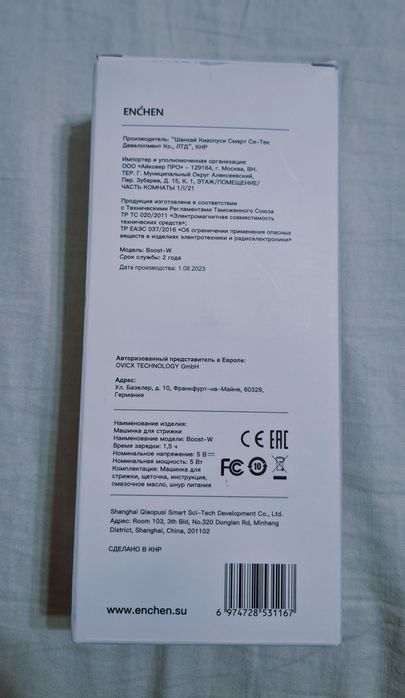 ENCHEN
Производитель: "Шанхай Киаопуси Смарт Си-Тек
Девелопмент Ко., ЛТД", КНР
Импортер и уполномоченная организация:
ООО «Айковер ПРО» - 129164, г. Москва, ВН.
ТЕР. Г. Муниципальный Округ Алексеевский,
Пер. Зубарев, Д. 15, К. 1, ЭТАЖ/ПОМЕЩЕНИЕ/
ЧАСТЬ КОМНАТЫ 1/I/21
Продукция изготовлена в соответствии
с Техническими Регламентами Таможенного Союза
ТР ТС 020/2011 «Электромагнитная совместимость
технических средств»;
ТР ЕАЭС 037/2016 «Об ограничении применения опасных
веществ в изделиях электротехники и радиоэлектроники»
Модель: Boost-W
Срок службы: 2 года
Дата производства: 1.08.2023
Авторизованный представитель в Европе:
OVICX TECHNOLOGY GmbH
Адрес:
Ул. Базелер, д. 10, Франкфурт-на-Майне, 60329,
Германия
Наименование изделия:
Машинка для стрижки
Наименование модели: Boost-W
Время зарядки: 1,5 ч
Номинальное напряжение: 5 В
Номинальная мощность: 5 Вт
Комплектация: Машинка для
стрижки, щеточка, инструкция,
смазочное масло, шнур питания
CE EAC
FC 10
Shanghai Qiaopusi Smart Sci-Tech Development Co., Ltd.
Адрес: Room 103, 3th Bld, No.320 Donglan Rd, Minhang
District, Shanghai, China, 201102
СДЕЛАНО В КНР
www.enchen.su
6 974728 531167